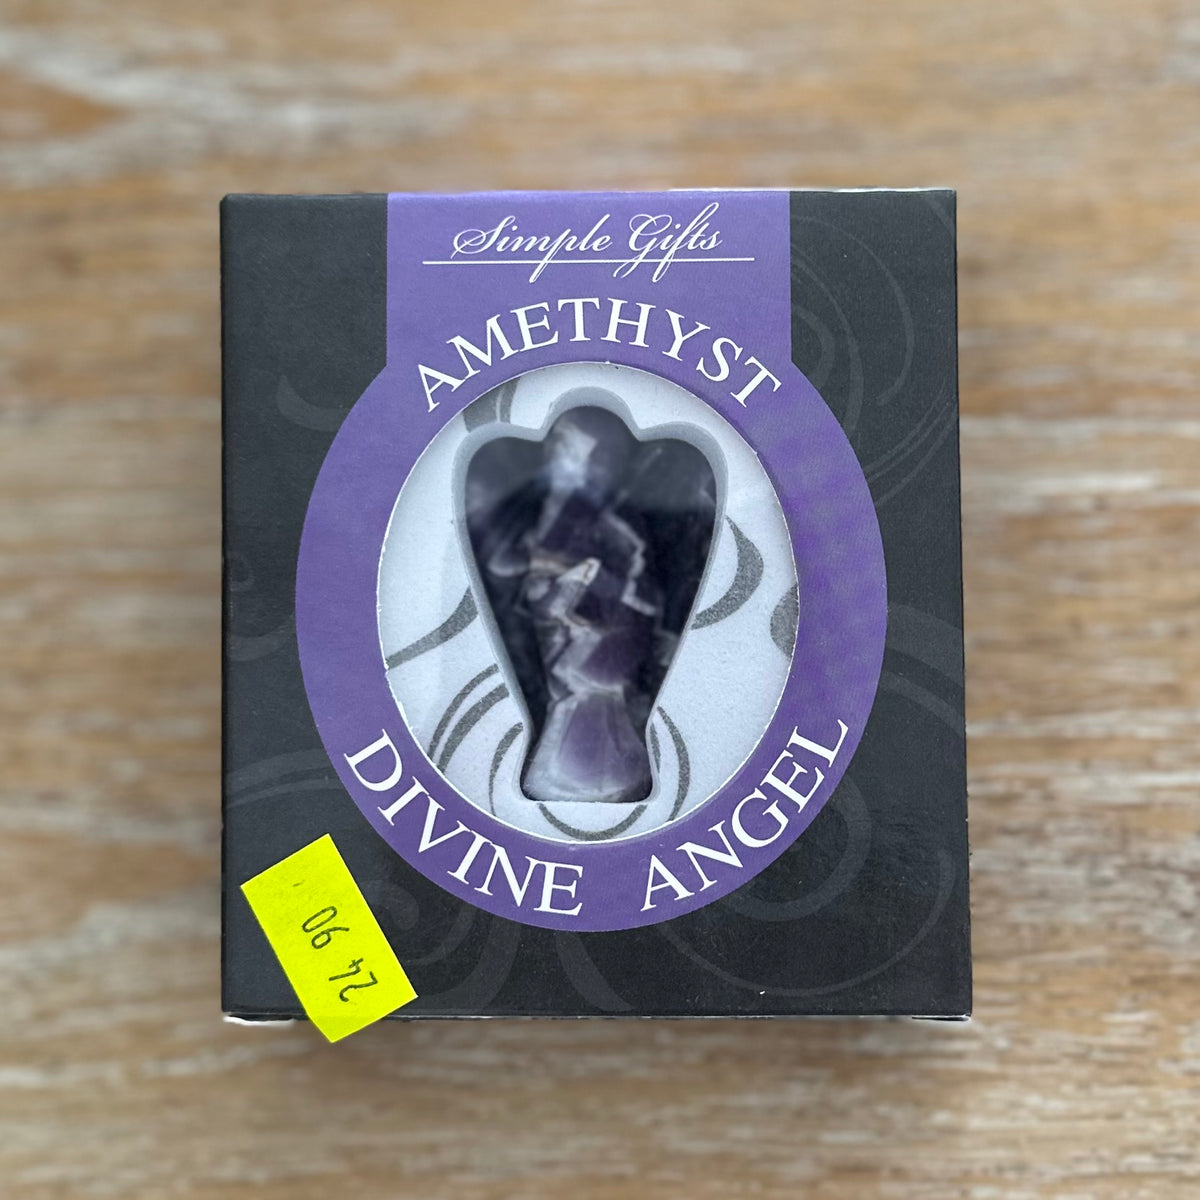 Simple Gifts
AMETHYST
DIVINE ANGEL
24 90